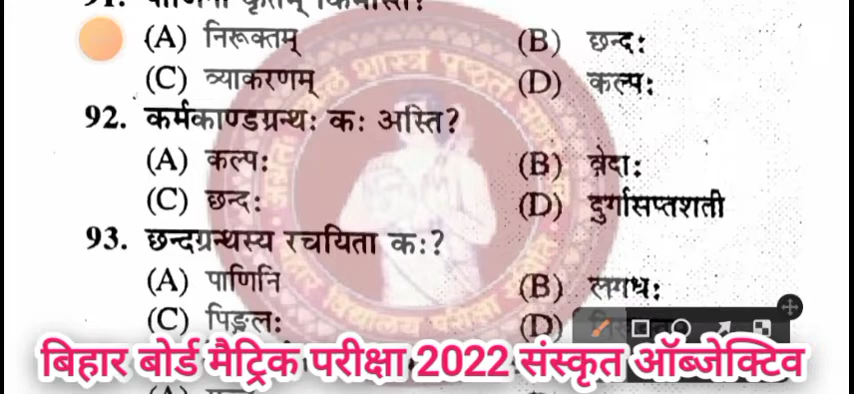 (A) निरूक्तम् (B) छन्दः
(C) व्याकरणम् (D) कल्पः
92. कर्मकाण्डग्रन्थः कः अस्ति?
(A) कल्पः (B) वेदाः
(C) छन्दः (D) दुर्गासप्तशती
93. छन्दग्रन्थस्य रचयिता कः?
(A) पाणिनि (B) लगधः
(C) पिङ्गलः (D)
बिहार बोर्ड मैट्रिक परीक्षा 2022 संस्कृत ऑब्जेक्टिव